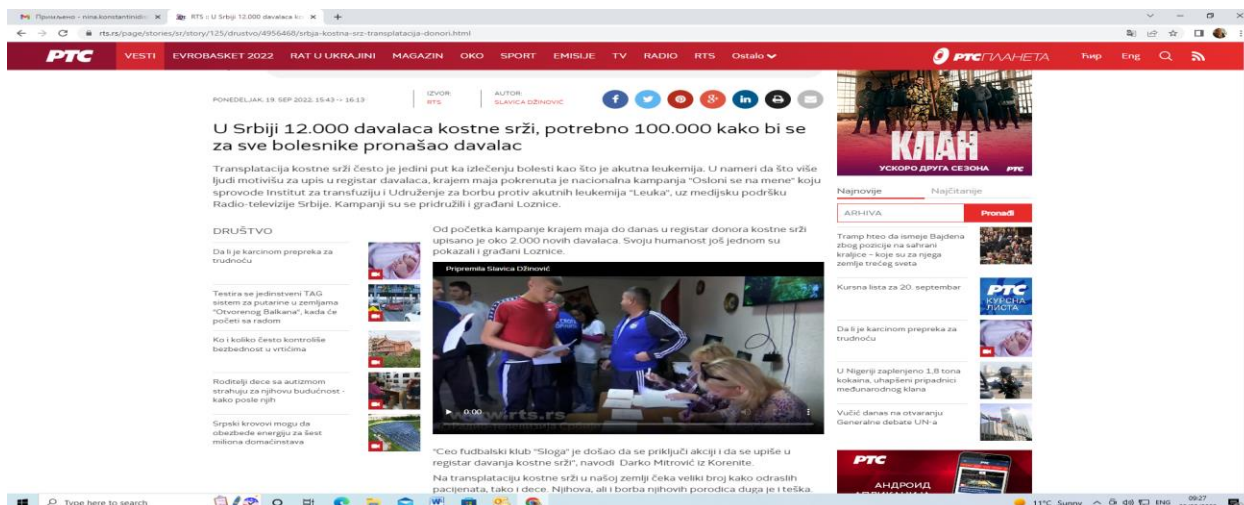 RTS :: U Srbiji 12.000 davalaca ko
rts.rs/page/stories/sr/story/125/drustvo/4956468/srbija-kostna-srz-transplatacija-donori.html
РТС VESTI EVROBASKET 2022 RAT U UKRAJINI MAGAZIN OKO SPORT EMISIJE TV RADIO RTS Ostalo РТС ПЛАНЕТА Ћир Eng
PONEDELJAK, 19. SEP 2022, 15:43 -> 16:13
IZVOR:
RTS
AUTOR:
SLAVICA DŽINOVIĆ
U Srbiji 12.000 davalaca kostne srži, potrebno 100.000 kako bi se
za sve bolesnike pronašao davalac
Transplatacija kostne srži često je jedini put ka izlečenju bolesti kao što je akutna leukemija. U nameri da što više
ljudi motivišu za upis u registar davalaca, krajem maja pokrenuta je nacionalna kampanja "Osloni se na mene" koju
sprovode Institut za transfuziju i Udruženje za borbu protiv akutnih leukemija "Leuka", uz medijsku podršku
Radio-televizije Srbije. Kampanji su se pridružili i građani Loznice.
DRUŠTVO
Da li je karcinom prepreka za
trudnoću
Testira se jedinstveni TAG
sistem za putarine u zemljama
"Otvorenog Balkana", kada će
početi sa radom
Ko i koliko često kontroliše
bezbednost u vrtićima
Roditelji dece sa autizmom
strahuju za njihovu budućnost -
kako posle njih
Srpski krovovi mogu da
obezbede energiju za šest
miliona domaćinstava
Od početka kampanje krajem maja do danas u registar donora kostne srži
upisano je oko 2.000 novih davalaca. Svoju humanost još jednom su
pokazali i građani Loznice.
Pripremila Slavica Džinović
0:00
www.rts.rs
"Ceo fudbalski klub "Sloga" je došao da se priključi akciji i da se upiše u
registar davanja kostne srži", navodi Darko Mitrović iz Korenite.
Na transplataciju kostne srži u našoj zemlji čeka veliki broj kako odraslih
pacijenata, tako i dece. Njihova, ali i borba njihovih porodica duga je i teška.
КЛАН
УСКОРО ДРУГА СЕЗОНА РТС
Najnovije Najčitanije
ARHIVA Pronađi
Tramp hteo da ismeje Bajdena
zbog pozicije na sahrani
kraljice – koje su za njega
zemlje trećeg sveta
Kursna lista za 20. septembar
РТС
КУРСНА
ЛИСТА
Da li je karcinom prepreka za
trudnoću
U Nigeriji zaplenjeno 1,8 tona
kokaina, uhapšeni pripadnici
međunarodnog klana
Vučić danas na otvaranju
Generalne debate UN-a
РТС
АНДРОИД
Type here to search
11°C Sunny ENG 09:27